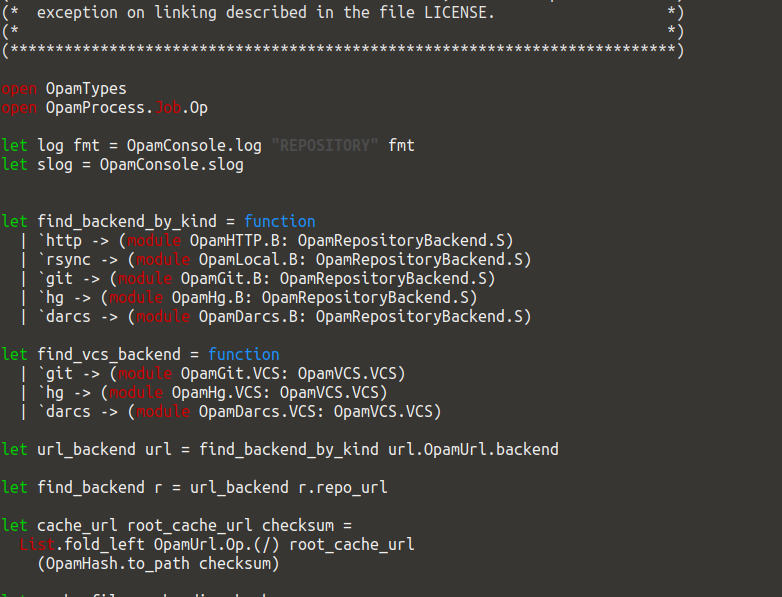 (*  exception on linking described in the file LICENSE.                   *)
(*                                                                        *)
(**************************************************************************)

open OpamTypes
open OpamProcess.Job.Op

let log fmt = OpamConsole.log "REPOSITORY" fmt
let slog = OpamConsole.slog


let find_backend_by_kind = function
  | `http -> (module OpamHTTP.B: OpamRepositoryBackend.S)
  | `rsync -> (module OpamLocal.B: OpamRepositoryBackend.S)
  | `git -> (module OpamGit.B: OpamRepositoryBackend.S)
  | `hg -> (module OpamHg.B: OpamRepositoryBackend.S)
  | `darcs -> (module OpamDarcs.B: OpamRepositoryBackend.S)

let find_vcs_backend = function
  | `git -> (module OpamGit.VCS: OpamVCS.VCS)
  | `hg -> (module OpamHg.VCS: OpamVCS.VCS)
  | `darcs -> (module OpamDarcs.VCS: OpamVCS.VCS)

let url_backend url = find_backend_by_kind url.OpamUrl.backend

let find_backend r = url_backend r.repo_url

let cache_url root_cache_url checksum =
  List.fold_left OpamUrl.Op.(/) root_cache_url
    (OpamHash.to_path checksum)